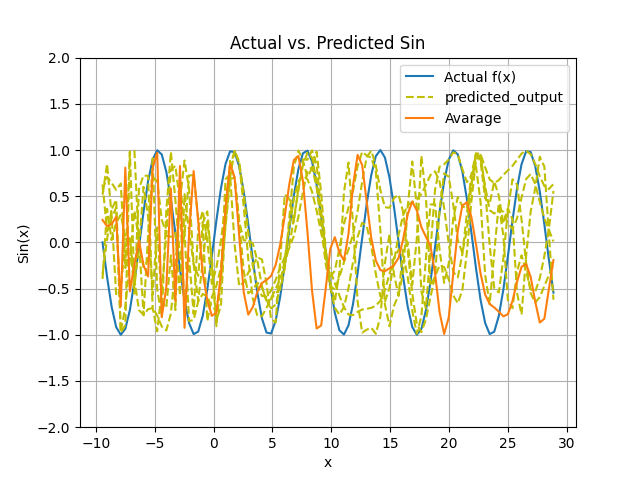 Actual vs. Predicted Sin
2.0
1.5
1.0
0.5
0.0
−0.5
−1.0
−1.5
−2.0
Sin(x)
Actual f(x)
predicted_output
Avarage
−10 −5 0 5 10 15 20 25 30
x